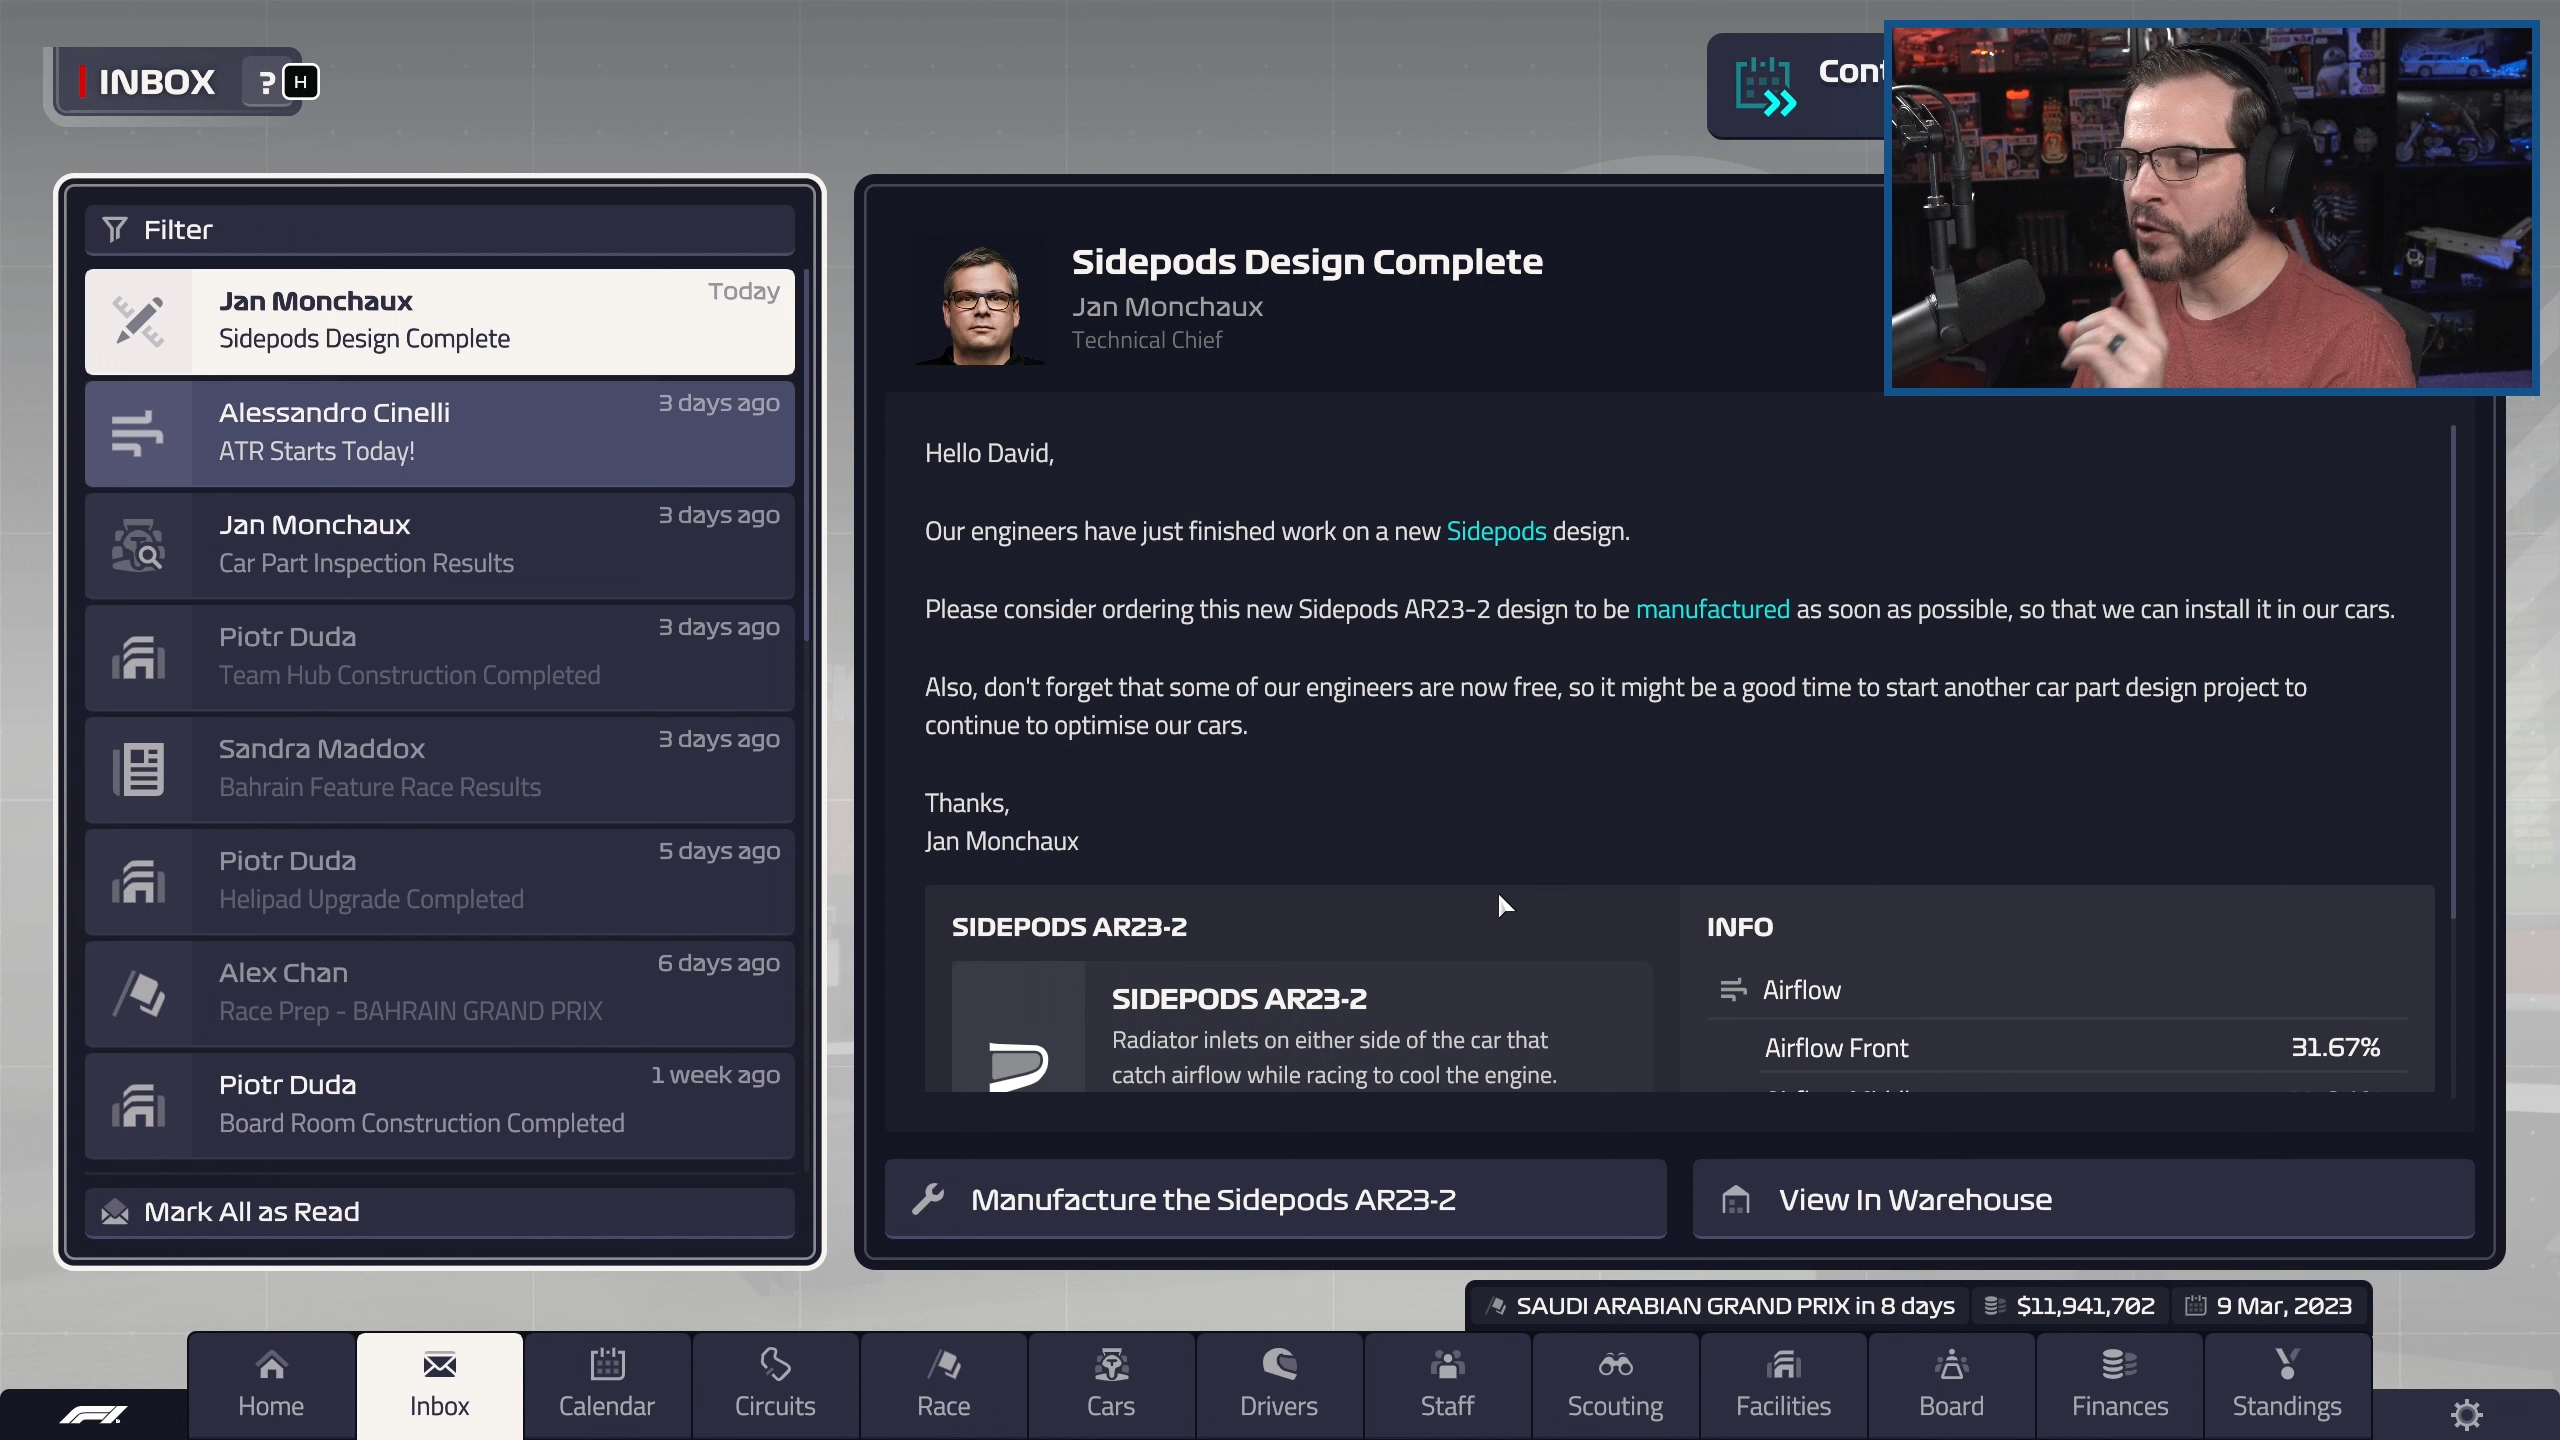 INBOX
?
H
Cont
Filter
Jan Monchaux
Today
Sidepods Design Complete
Alessandro Cinelli
3 days ago
ATR Starts Today!
Jan Monchaux
3 days ago
Car Part Inspection Results
Piotr Duda
3 days ago
Team Hub Construction Completed
Sandra Maddox
3 days ago
Bahrain Feature Race Results
Piotr Duda
5 days ago
Helipad Upgrade Completed
Alex Chan
6 days ago
Race Prep - BAHRAIN GRAND PRIX
Piotr Duda
1 week ago
Board Room Construction Completed
Mark All as Read
Sidepods Design Complete
Jan Monchaux
Technical Chief
Hello David,
Our engineers have just finished work on a new Sidepods design.
Please consider ordering this new Sidepods AR23-2 design to be manufactured as soon as possible, so that we can install it in our cars.
Also, don't forget that some of our engineers are now free, so it might be a good time to start another car part design project to
continue to optimise our cars.
Thanks,
Jan Monchaux
SIDEPODS AR23-2
SIDEPODS AR23-2
Radiator inlets on either side of the car that
catch airflow while racing to cool the engine.
INFO
Airflow
Airflow Front
31.67%
Manufacture the Sidepods AR23-2
View In Warehouse
SAUDI ARABIAN GRAND PRIX in 8 days
$11,941,702
9 Mar, 2023
Home
Inbox
Calendar
Circuits
Race
Cars
Drivers
Staff
Scouting
Facilities
Board
Finances
Standings